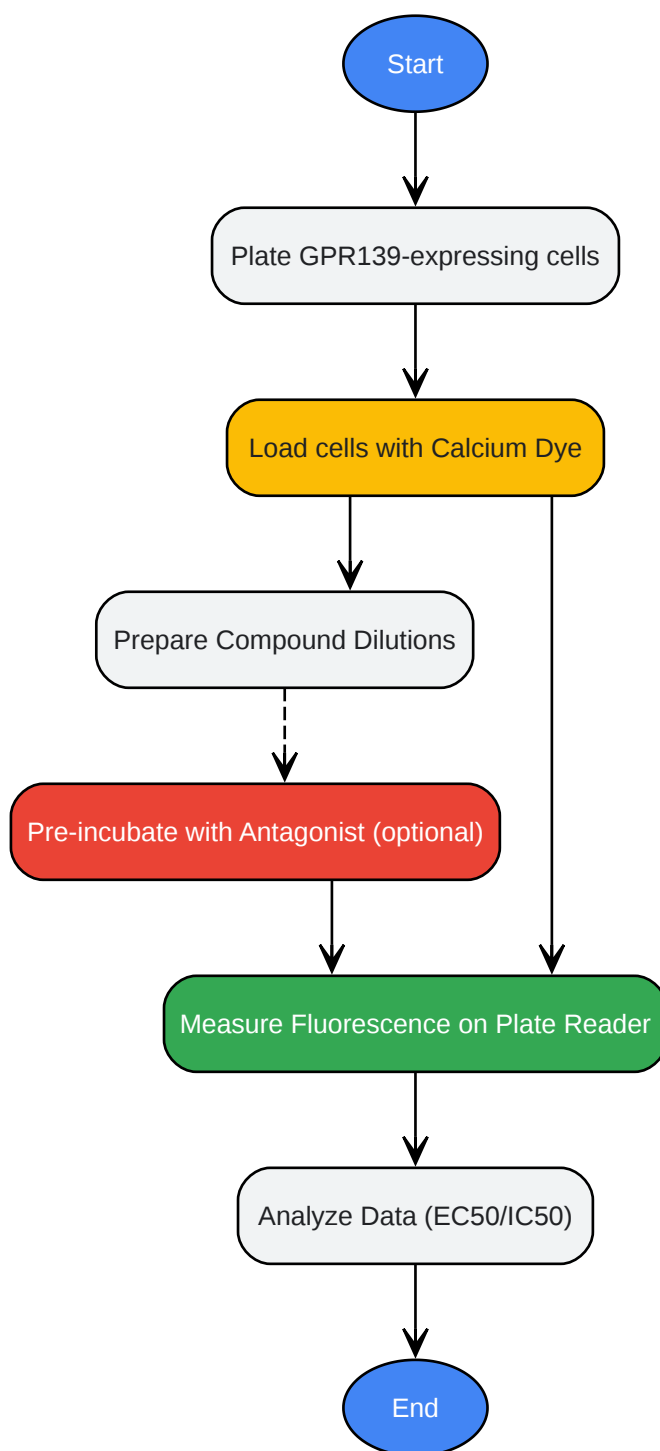 Start
Plate GPR139-expressing cells
Load cells with Calcium Dye
Prepare Compound Dilutions
Pre-incubate with Antagonist (optional)
Measure Fluorescence on Plate Reader
Analyze Data (EC50/IC50)
End